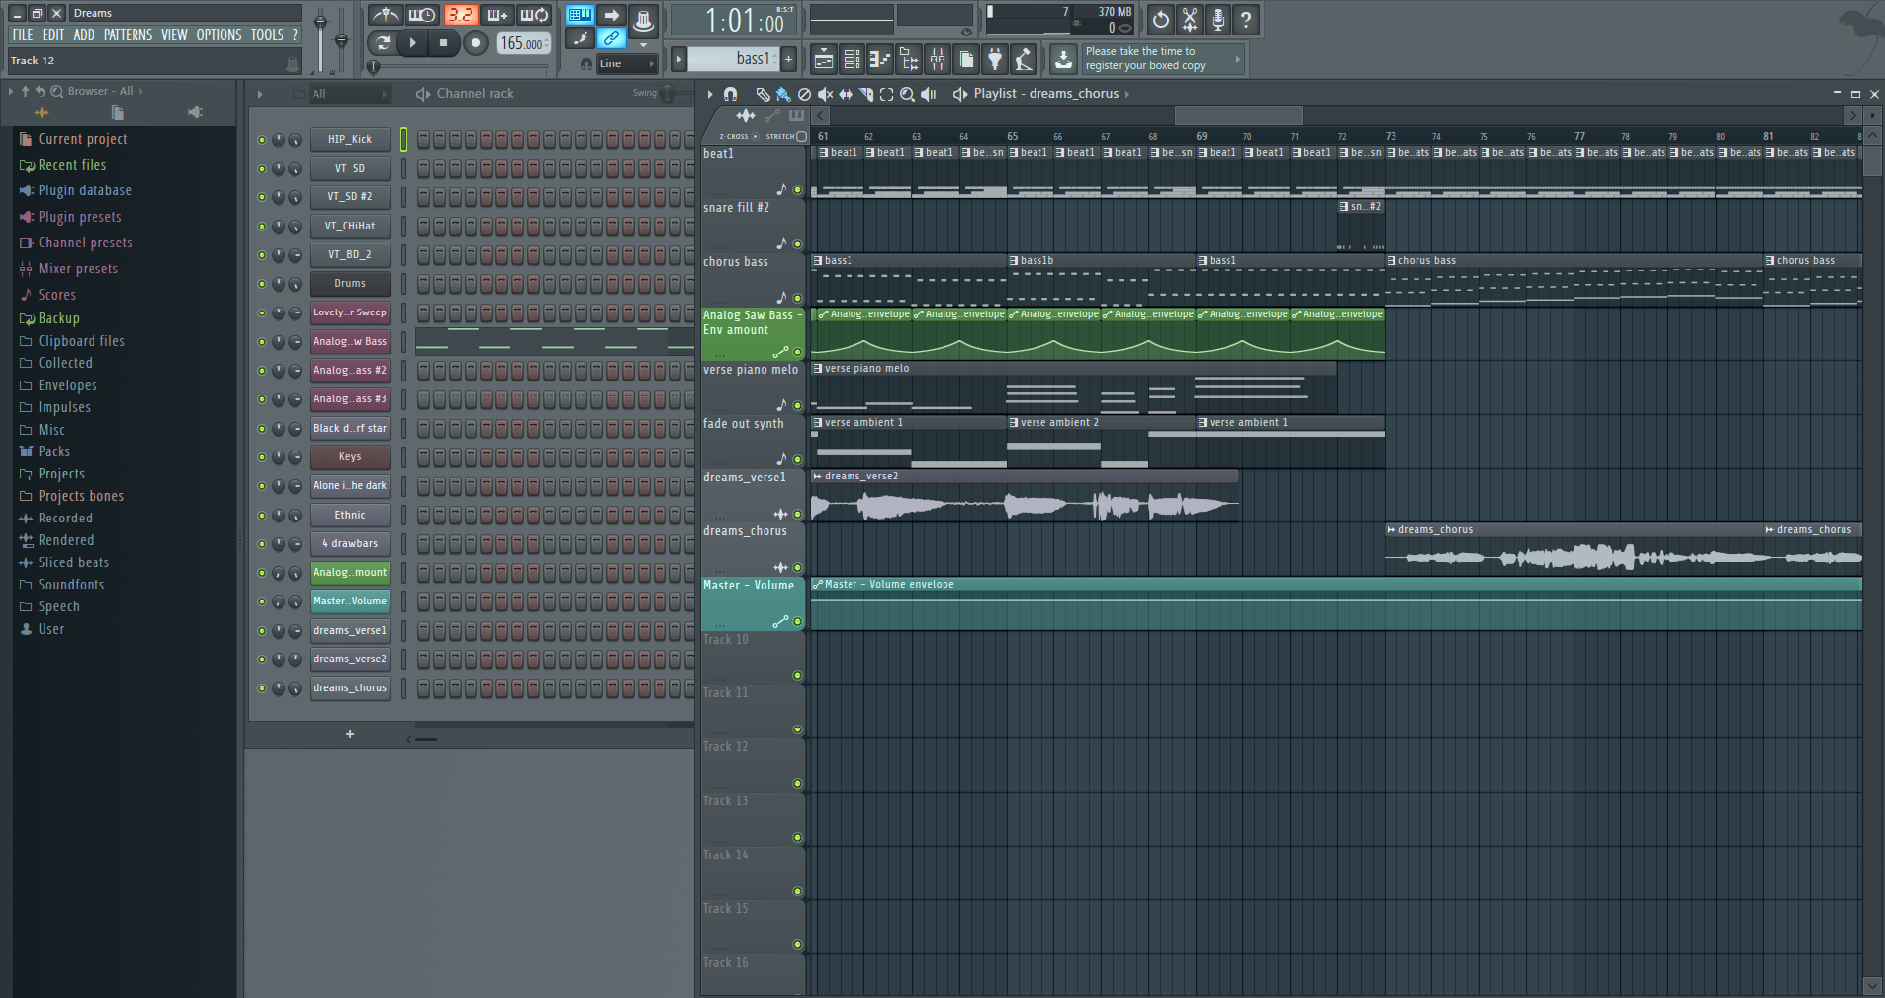 Dreams
FILE EDIT ADD PATTERNS VIEW OPTIONS TOOLS ?
Track 12
3.2
165.000
Line
1:01:00
B:S:T
bass1
+
7
370 MB
0
?
Please take the time to
register your boxed copy
Browser - All
Current project
Recent files
Plugin database
Plugin presets
Channel presets
Mixer presets
Scores
Backup
Clipboard files
Collected
Envelopes
Impulses
Misc
Packs
Projects
Projects bones
Recorded
Rendered
Sliced beats
Soundfonts
Speech
User
All
Channel rack
Swing
HIP_Kick
VT_SD
VT_SD #2
VT_CHiHat
VT_BD_2
Drums
Lovely..r Sweep
Analog..w Bass
Analog..ass #2
Analog..ass #3
Black d..rf star
Keys
Alone i..he dark
Ethnic
4 drawbars
Analog..mount
Master..Volume
dreams_verse1
dreams_verse2
dreams_chorus
+
Playlist - dreams_chorus
Z-CROSS STRETCH
61 62 63 64 65 66 67 68 69 70 71 72 73 74 75 76 77 78 79 80 81 82 8
beat1
beat1 beat1 beat1 be..sn beat1 beat1 beat1 be..sn beat1 beat1 beat1 be..sn be..ats be..ats be..ats be..ats be..ats be..ats be..ats be..ats be..ats be..ats
snare fill #2
sn..#2
chorus bass
bass1 bass1b bass1 chorus bass chorus bass
Analog Saw Bass -
Env amount
Analog..envelope Analog..envelope Analog..envelope Analog..envelope Analog..envelope Analog..envelope
verse piano melo
verse piano melo
fade out synth
verse ambient 1 verse ambient 2 verse ambient 1
dreams_verse1
dreams_verse2
dreams_chorus
dreams_chorus dreams_chorus
Master - Volume
Master - Volume envelope
Track 10
Track 11
Track 12
Track 13
Track 14
Track 15
Track 16